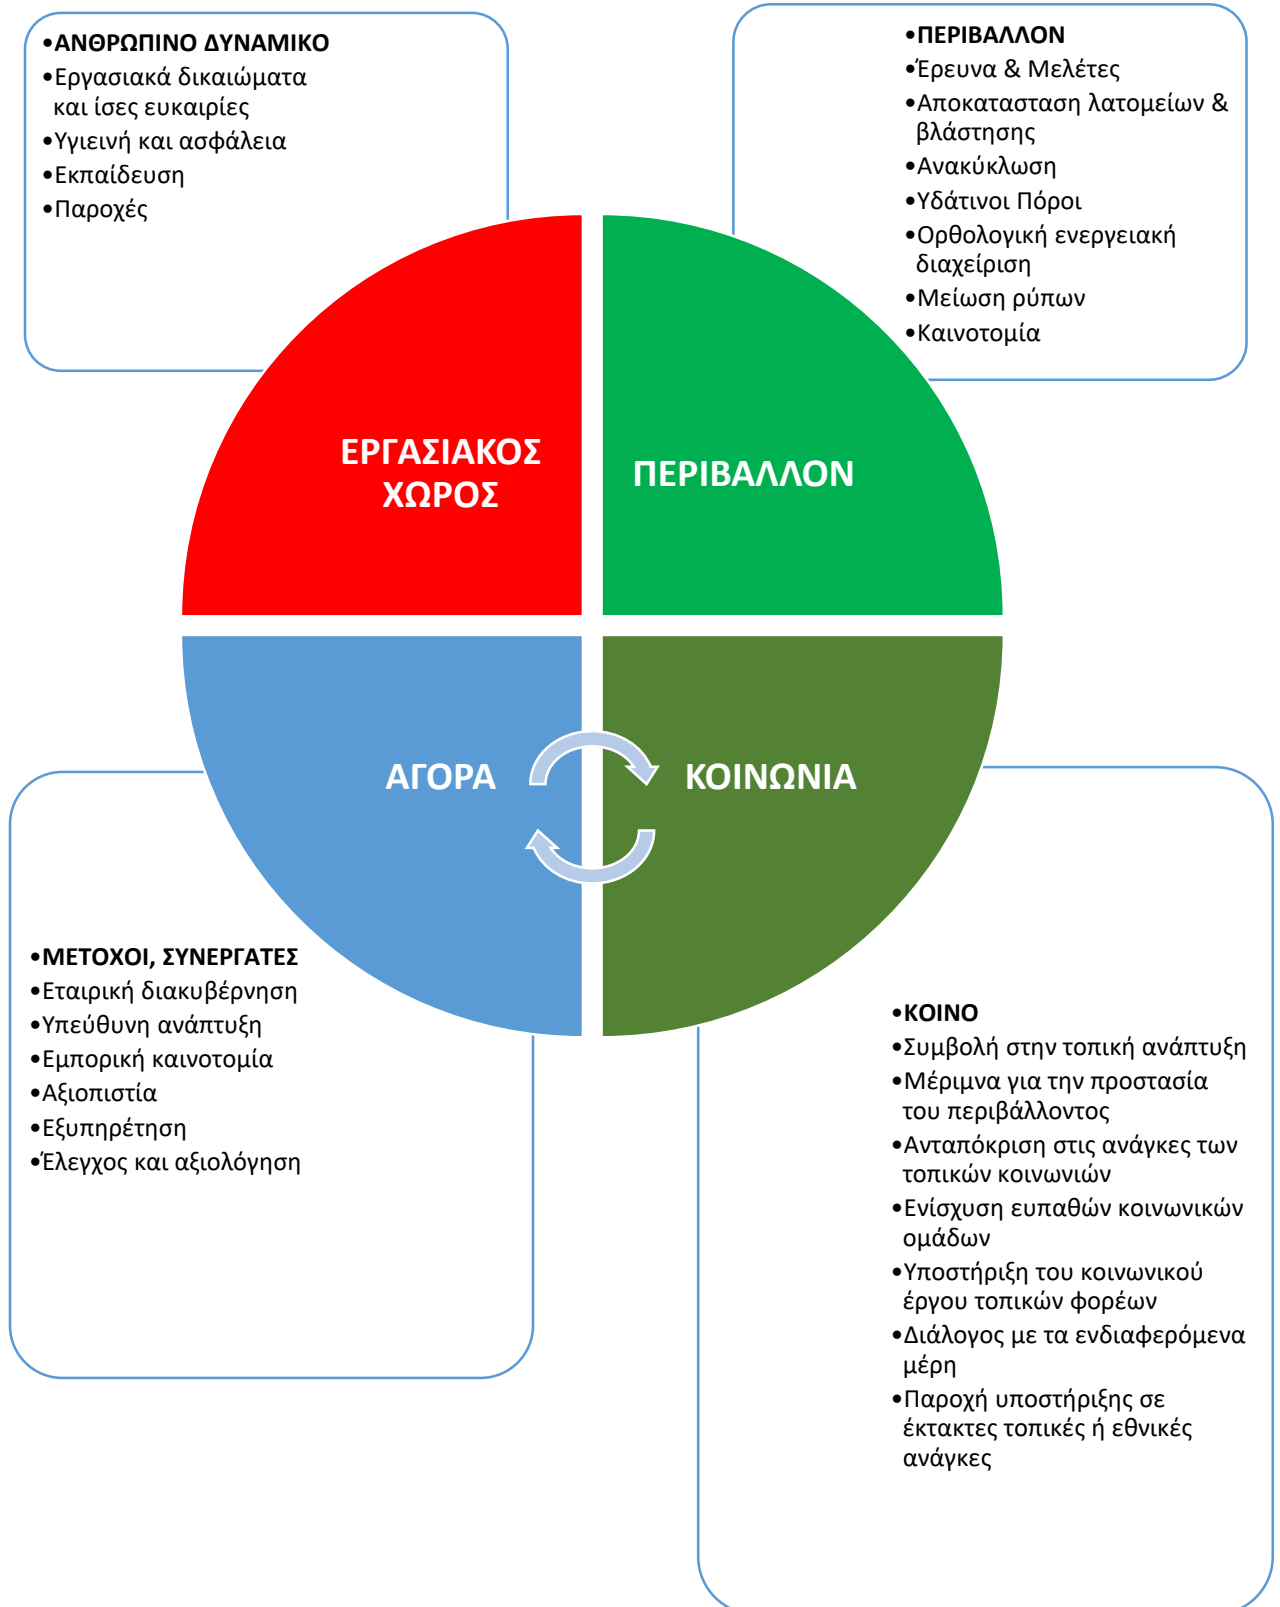 •ΑΝΘΡΩΠΙΝΟ ΔΥΝΑΜΙΚΟ
•Εργασιακά δικαιώματα
και ίσες ευκαιρίες
•Υγιεινή και ασφάλεια
•Εκπαίδευση
•Παροχές
•ΠΕΡΙΒΑΛΛΟΝ
•Έρευνα & Μελέτες
•Αποκατασταση λατομείων &
βλάστησης
•Ανακύκλωση
•Υδάτινοι Πόροι
•Ορθολογική ενεργειακή
διαχείριση
•Μείωση ρύπων
•Καινοτομία
ΕΡΓΑΣΙΑΚΟΣ
ΧΩΡΟΣ
ΠΕΡΙΒΑΛΛΟΝ
ΑΓΟΡΑ
ΚΟΙΝΩΝΙΑ
•ΜΕΤΟΧΟΙ, ΣΥΝΕΡΓΑΤΕΣ
•Εταιρική διακυβέρνηση
•Υπεύθυνη ανάπτυξη
•Εμπορική καινοτομία
•Αξιοπιστία
•Εξυπηρέτηση
•Έλεγχος και αξιολόγηση
•ΚΟΙΝΟ
•Συμβολή στην τοπική ανάπτυξη
•Μέριμνα για την προστασία
του περιβάλλοντος
•Ανταπόκριση στις ανάγκες των
τοπικών κοινωνιών
•Ενίσχυση ευπαθών κοινωνικών
ομάδων
•Υποστήριξη του κοινωνικού
έργου τοπικών φορέων
•Διάλογος με τα ενδιαφερόμενα
μέρη
•Παροχή υποστήριξης σε
έκτακτες τοπικές ή εθνικές
ανάγκες